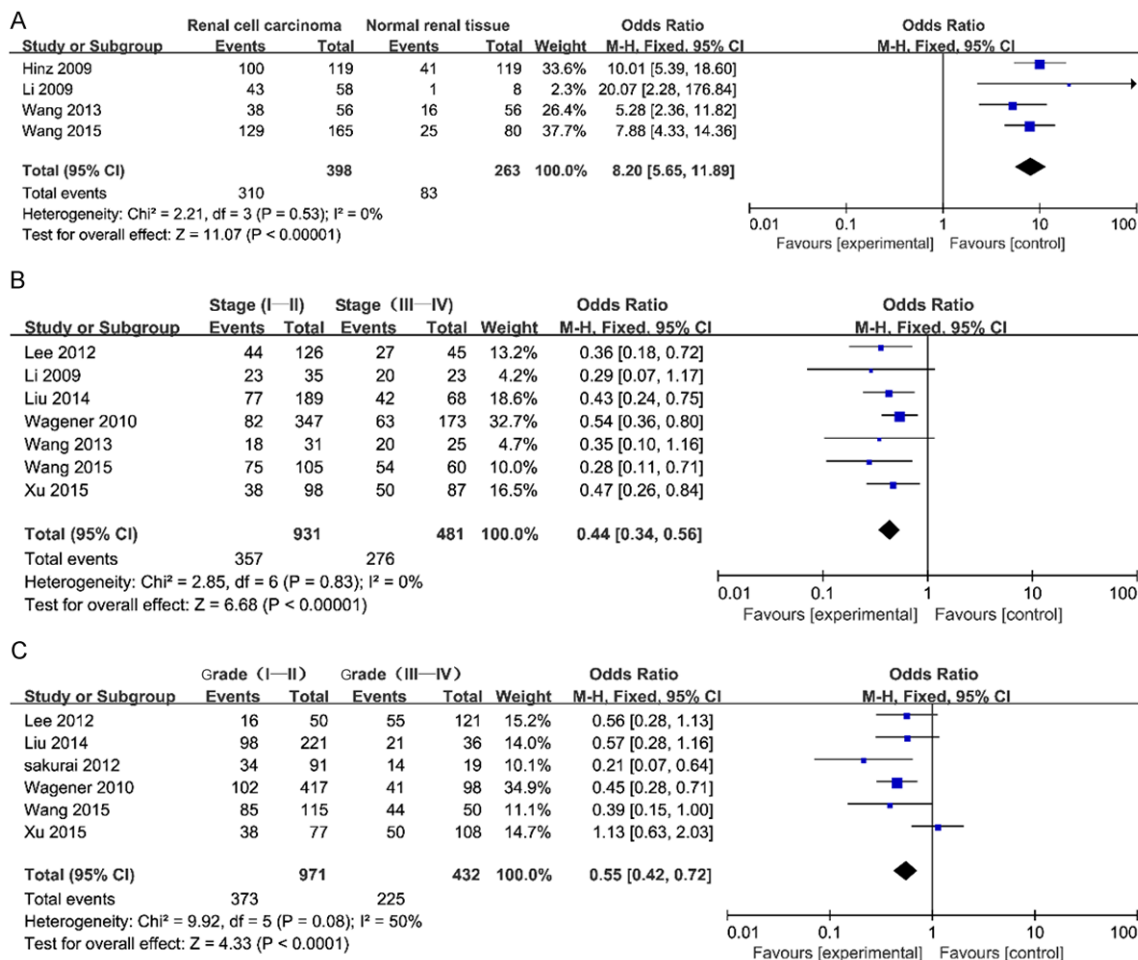 A
Renal cell carcinoma Normal renal tissue Odds Ratio Odds Ratio
Study or Subgroup Events Total Events Total Weight M-H, Fixed, 95% CI M-H, Fixed, 95% CI
Hinz 2009 100 119 41 119 33.6% 10.01 [5.39, 18.60]
Li 2009 43 58 1 8 2.3% 20.07 [2.28, 176.84]
Wang 2013 38 56 16 56 26.4% 5.28 [2.36, 11.82]
Wang 2015 129 165 25 80 37.7% 7.88 [4.33, 14.36]
Total (95% CI) 398 263 100.0% 8.20 [5.65, 11.89]
Total events 310 83
Heterogeneity: Chi² = 2.21, df = 3 (P = 0.53); I² = 0%
Test for overall effect: Z = 11.07 (P < 0.00001)
0.01 0.1 1 10 100
Favours [experimental] Favours [control]
B
Stage (I—II) Stage （III—IV） Odds Ratio Odds Ratio
Study or Subgroup Events Total Events Total Weight M-H, Fixed, 95% CI M-H, Fixed, 95% CI
Lee 2012 44 126 27 45 13.2% 0.36 [0.18, 0.72]
Li 2009 23 35 20 23 4.2% 0.29 [0.07, 1.17]
Liu 2014 77 189 42 68 18.6% 0.43 [0.24, 0.75]
Wagener 2010 82 347 63 173 32.7% 0.54 [0.36, 0.80]
Wang 2013 18 31 20 25 4.7% 0.35 [0.10, 1.16]
Wang 2015 75 105 54 60 10.0% 0.28 [0.11, 0.71]
Xu 2015 38 98 50 87 16.5% 0.47 [0.26, 0.84]
Total (95% CI) 931 481 100.0% 0.44 [0.34, 0.56]
Total events 357 276
Heterogeneity: Chi² = 2.85, df = 6 (P = 0.83); I² = 0%
Test for overall effect: Z = 6.68 (P < 0.00001)
0.01 0.1 1 10 100
Favours [experimental] Favours [control]
C
Grade （I—II） Grade （III—IV） Odds Ratio Odds Ratio
Study or Subgroup Events Total Events Total Weight M-H, Fixed, 95% CI M-H, Fixed, 95% CI
Lee 2012 16 50 55 121 15.2% 0.56 [0.28, 1.13]
Liu 2014 98 221 21 36 14.0% 0.57 [0.28, 1.16]
sakurai 2012 34 91 14 19 10.1% 0.21 [0.07, 0.64]
Wagener 2010 102 417 41 98 34.9% 0.45 [0.28, 0.71]
Wang 2015 85 115 44 50 11.1% 0.39 [0.15, 1.00]
Xu 2015 38 77 50 108 14.7% 1.13 [0.63, 2.03]
Total (95% CI) 971 432 100.0% 0.55 [0.42, 0.72]
Total events 373 225
Heterogeneity: Chi² = 9.92, df = 5 (P = 0.08); I² = 50%
Test for overall effect: Z = 4.33 (P < 0.0001)
0.01 0.1 1 10 100
Favours [experimental] Favours [control]